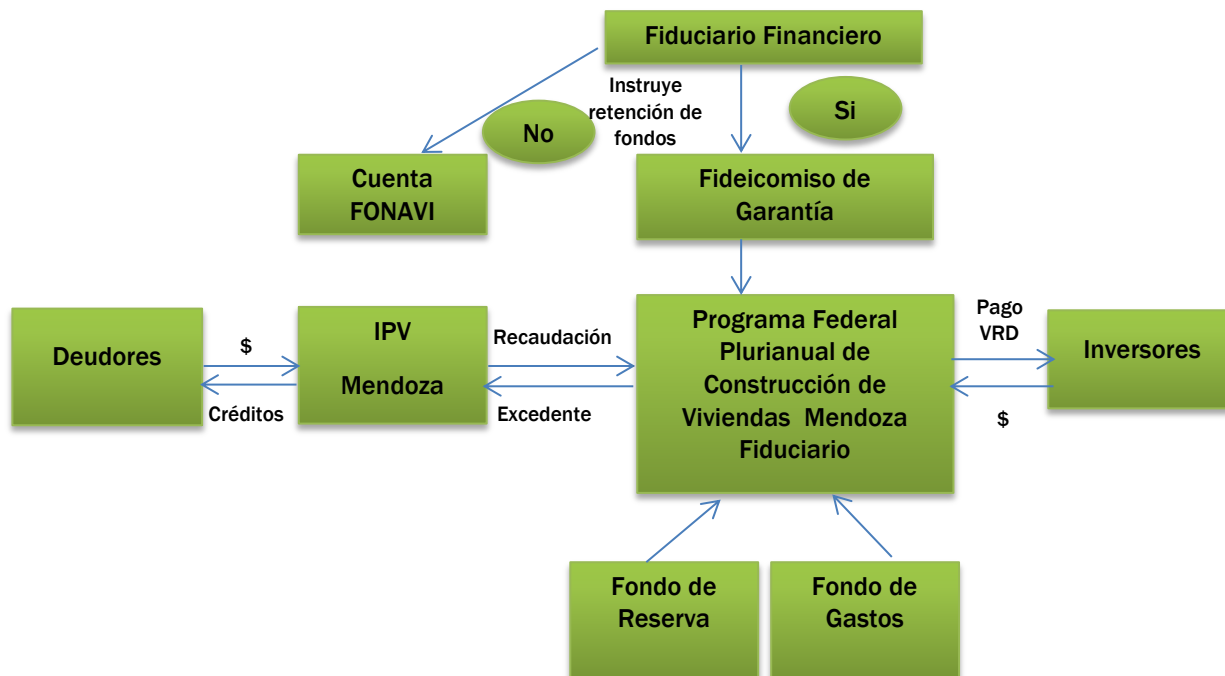 Fiduciario Financiero
Instruye
retención de
fondos
No
Si
Cuenta
FONAVI
Fideicomiso de
Garantía
Deudores
$
Créditos
IPV
Mendoza
Recaudación
Excedente
Programa Federal
Plurianual de
Construcción de
Viviendas Mendoza
Fiduciario
Pago
VRD
$
Inversores
Fondo de
Reserva
Fondo de
Gastos